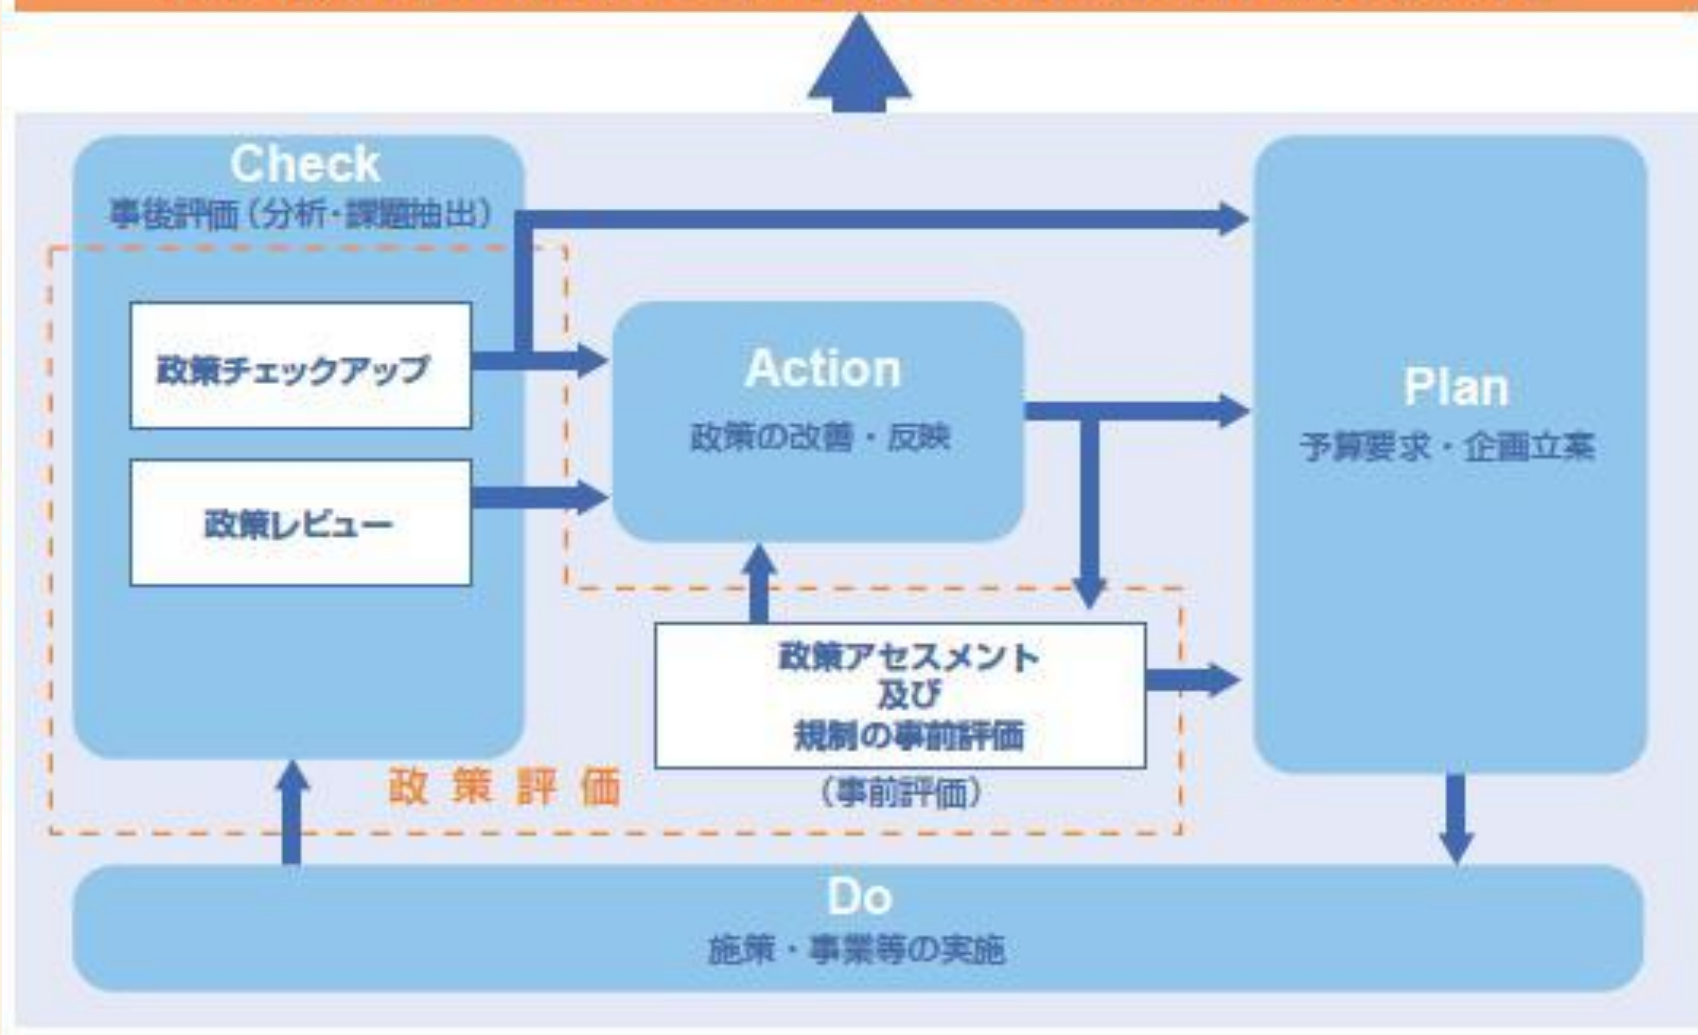 Check
事後評価（分析・課題抽出）
政策チェックアップ
政策レビュー
Action
政策の改善・反映
Plan
予算要求・企画立案
政策アセスメント
及び
規制の事前評価
（事前評価）
政策評価
Do
施策・事業等の実施